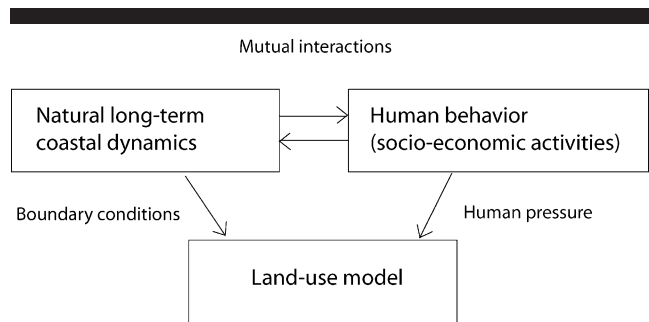 Mutual interactions
Natural long-term
coastal dynamics
Human behavior
(socio-economic activities)
Boundary conditions
Human pressure
Land-use model